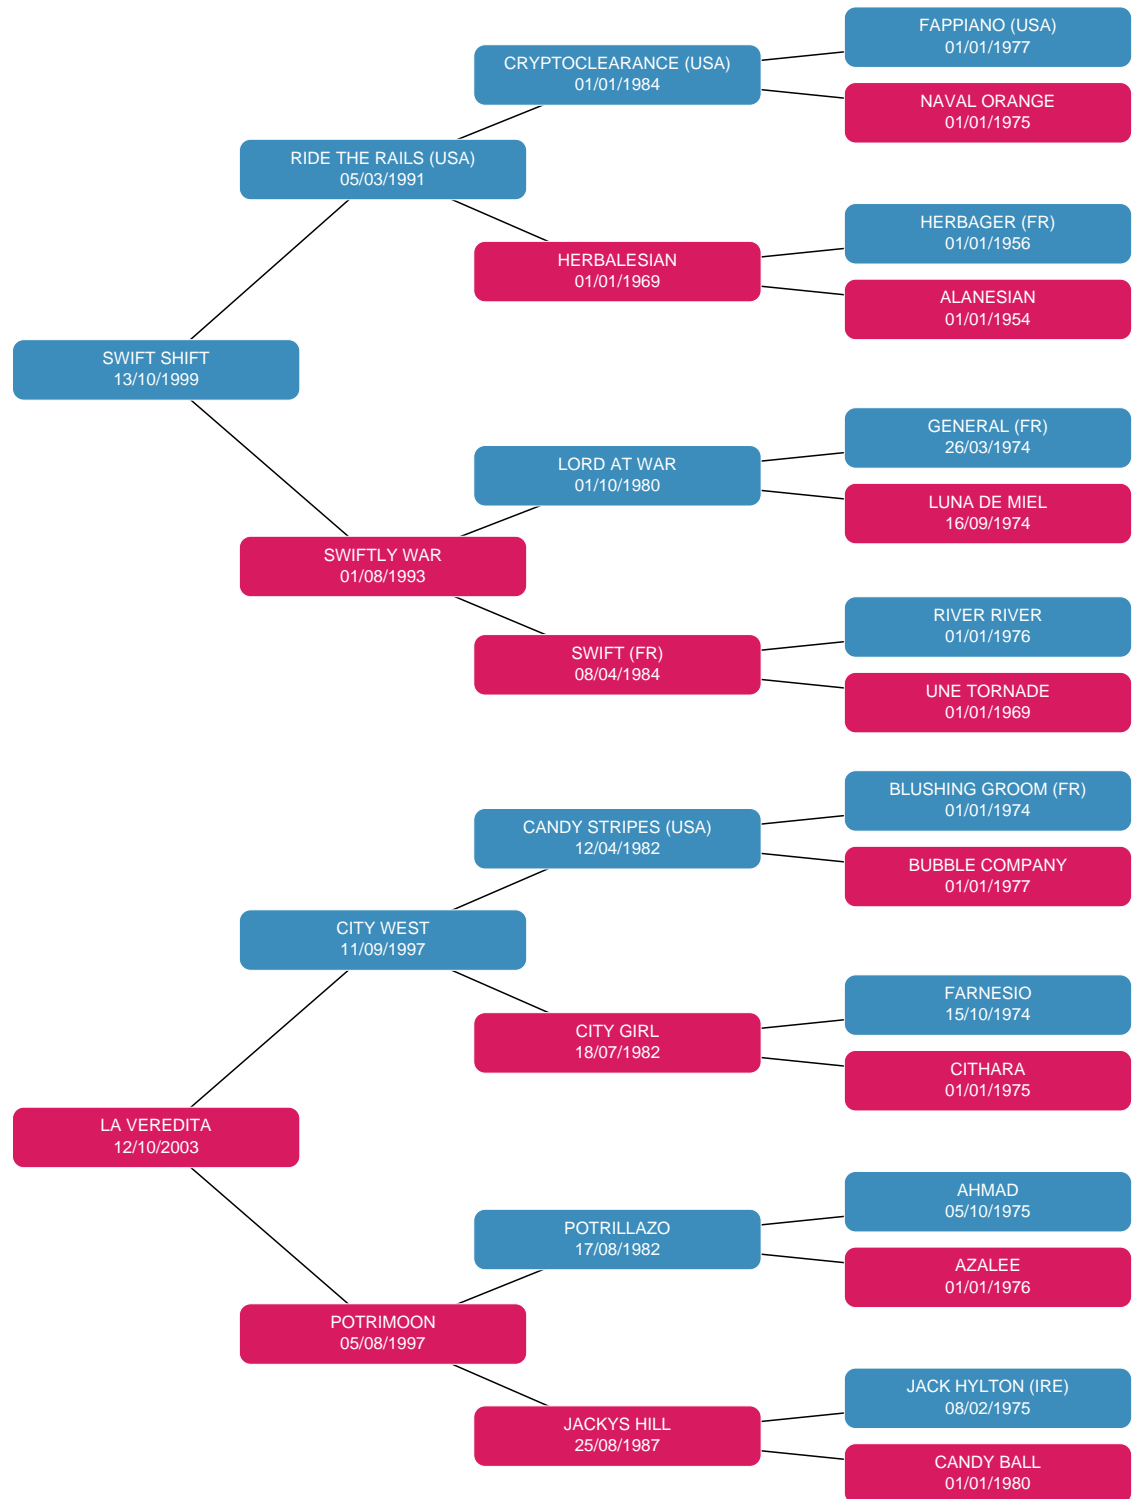 FAPPIANO (USA)
01/01/1977
CRYPTOCLEARANCE (USA)
01/01/1984
NAVAL ORANGE
01/01/1975
RIDE THE RAILS (USA)
05/03/1991
HERBAGER (FR)
01/01/1956
HERBALESIAN
01/01/1969
ALANESIAN
01/01/1954
SWIFT SHIFT
13/10/1999
GENERAL (FR)
26/03/1974
LORD AT WAR
01/10/1980
LUNA DE MIEL
16/09/1974
SWIFTLY WAR
01/08/1993
RIVER RIVER
01/01/1976
SWIFT (FR)
08/04/1984
UNE TORNADE
01/01/1969
BLUSHING GROOM (FR)
01/01/1974
CANDY STRIPES (USA)
12/04/1982
BUBBLE COMPANY
01/01/1977
CITY WEST
11/09/1997
FARNESIO
15/10/1974
CITY GIRL
18/07/1982
CITHARA
01/01/1975
LA VEREDITA
12/10/2003
AHMAD
05/10/1975
POTRILLAZO
17/08/1982
AZALEE
01/01/1976
POTRIMOON
05/08/1997
JACK HYLTON (IRE)
08/02/1975
JACKYS HILL
25/08/1987
CANDY BALL
01/01/1980